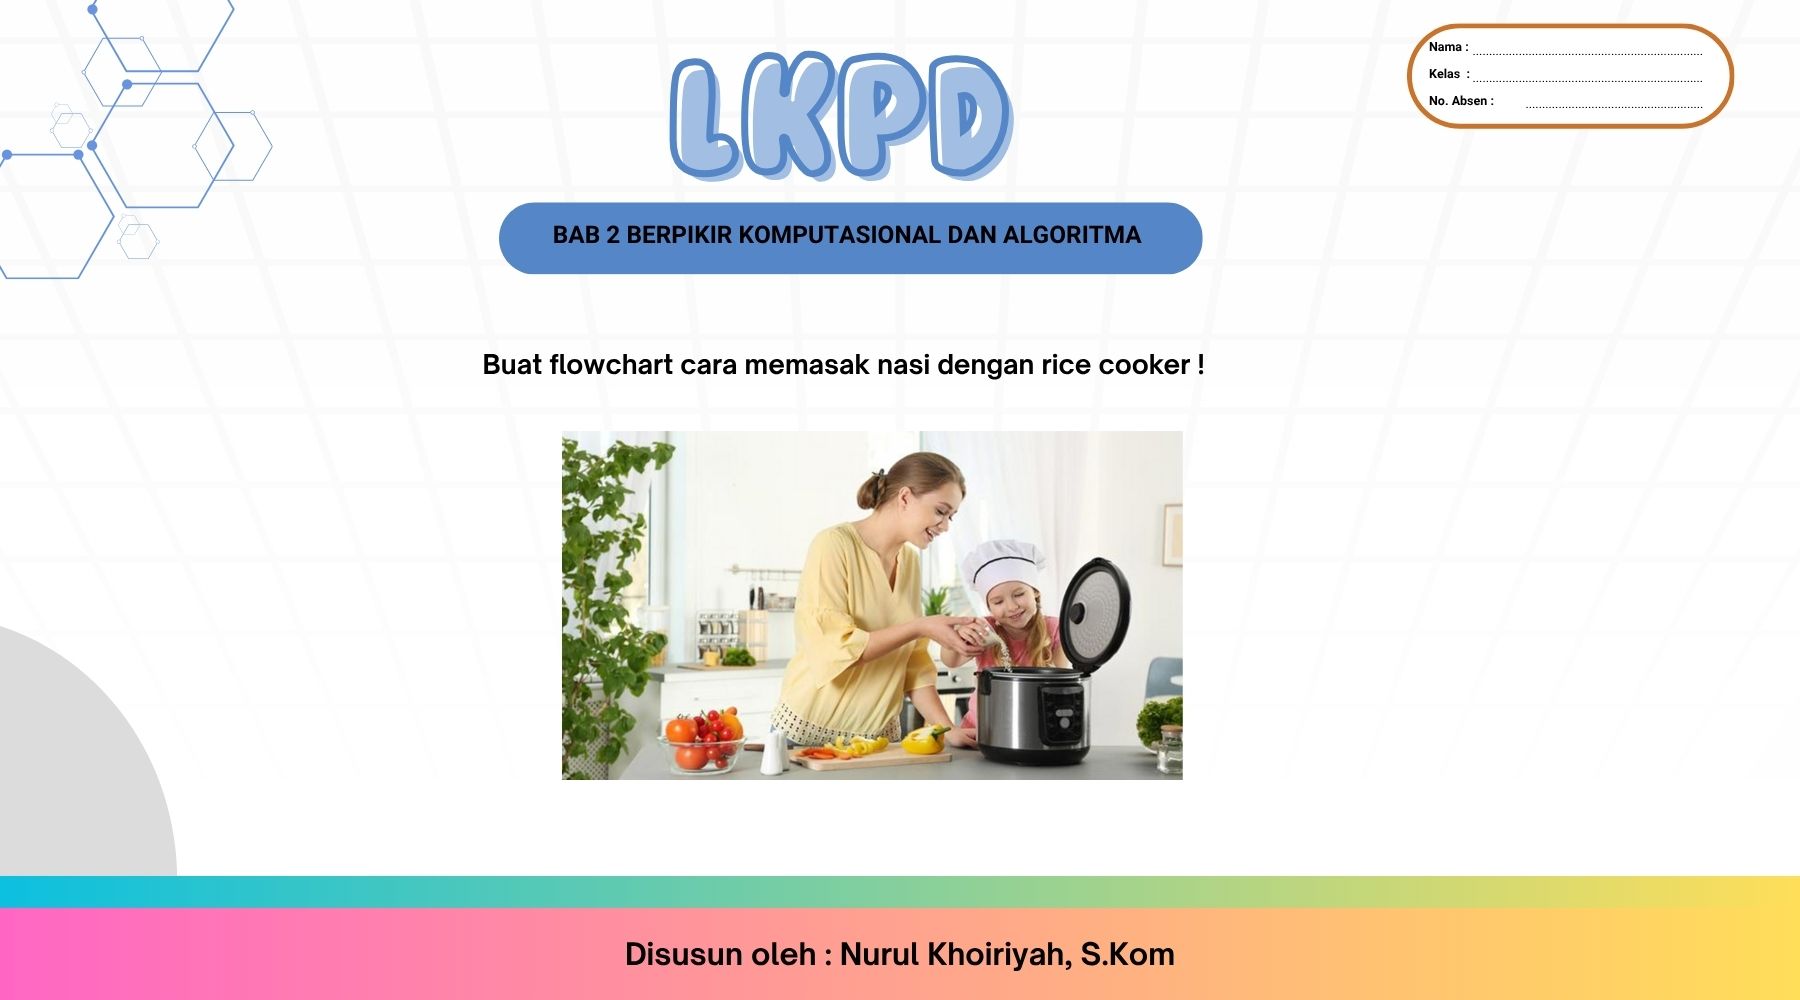 LKPD
Nama :
Kelas :
No. Absen :
BAB 2 BERPIKIR KOMPUTASIONAL DAN ALGORITMA
Buat flowchart cara memasak nasi dengan rice cooker !
Disusun oleh : Nurul Khoiriyah, S.Kom